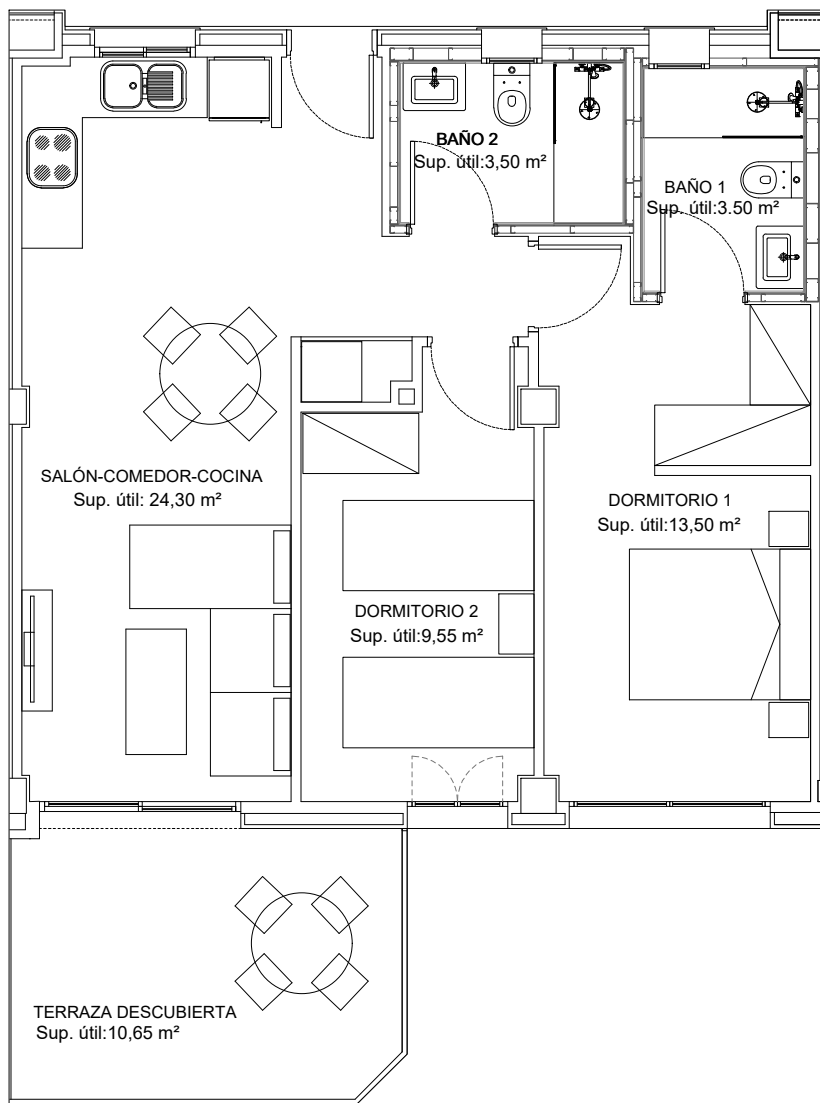 BAÑO 2
Sup. útil:3,50 m²
BAÑO 1
Sup. útil:3.50 m²
SALÓN-COMEDOR-COCINA
Sup. útil: 24,30 m²
DORMITORIO 1
Sup. útil:13,50 m²
DORMITORIO 2
Sup. útil:9,55 m²
TERRAZA DESCUBIERTA
Sup. útil:10,65 m²